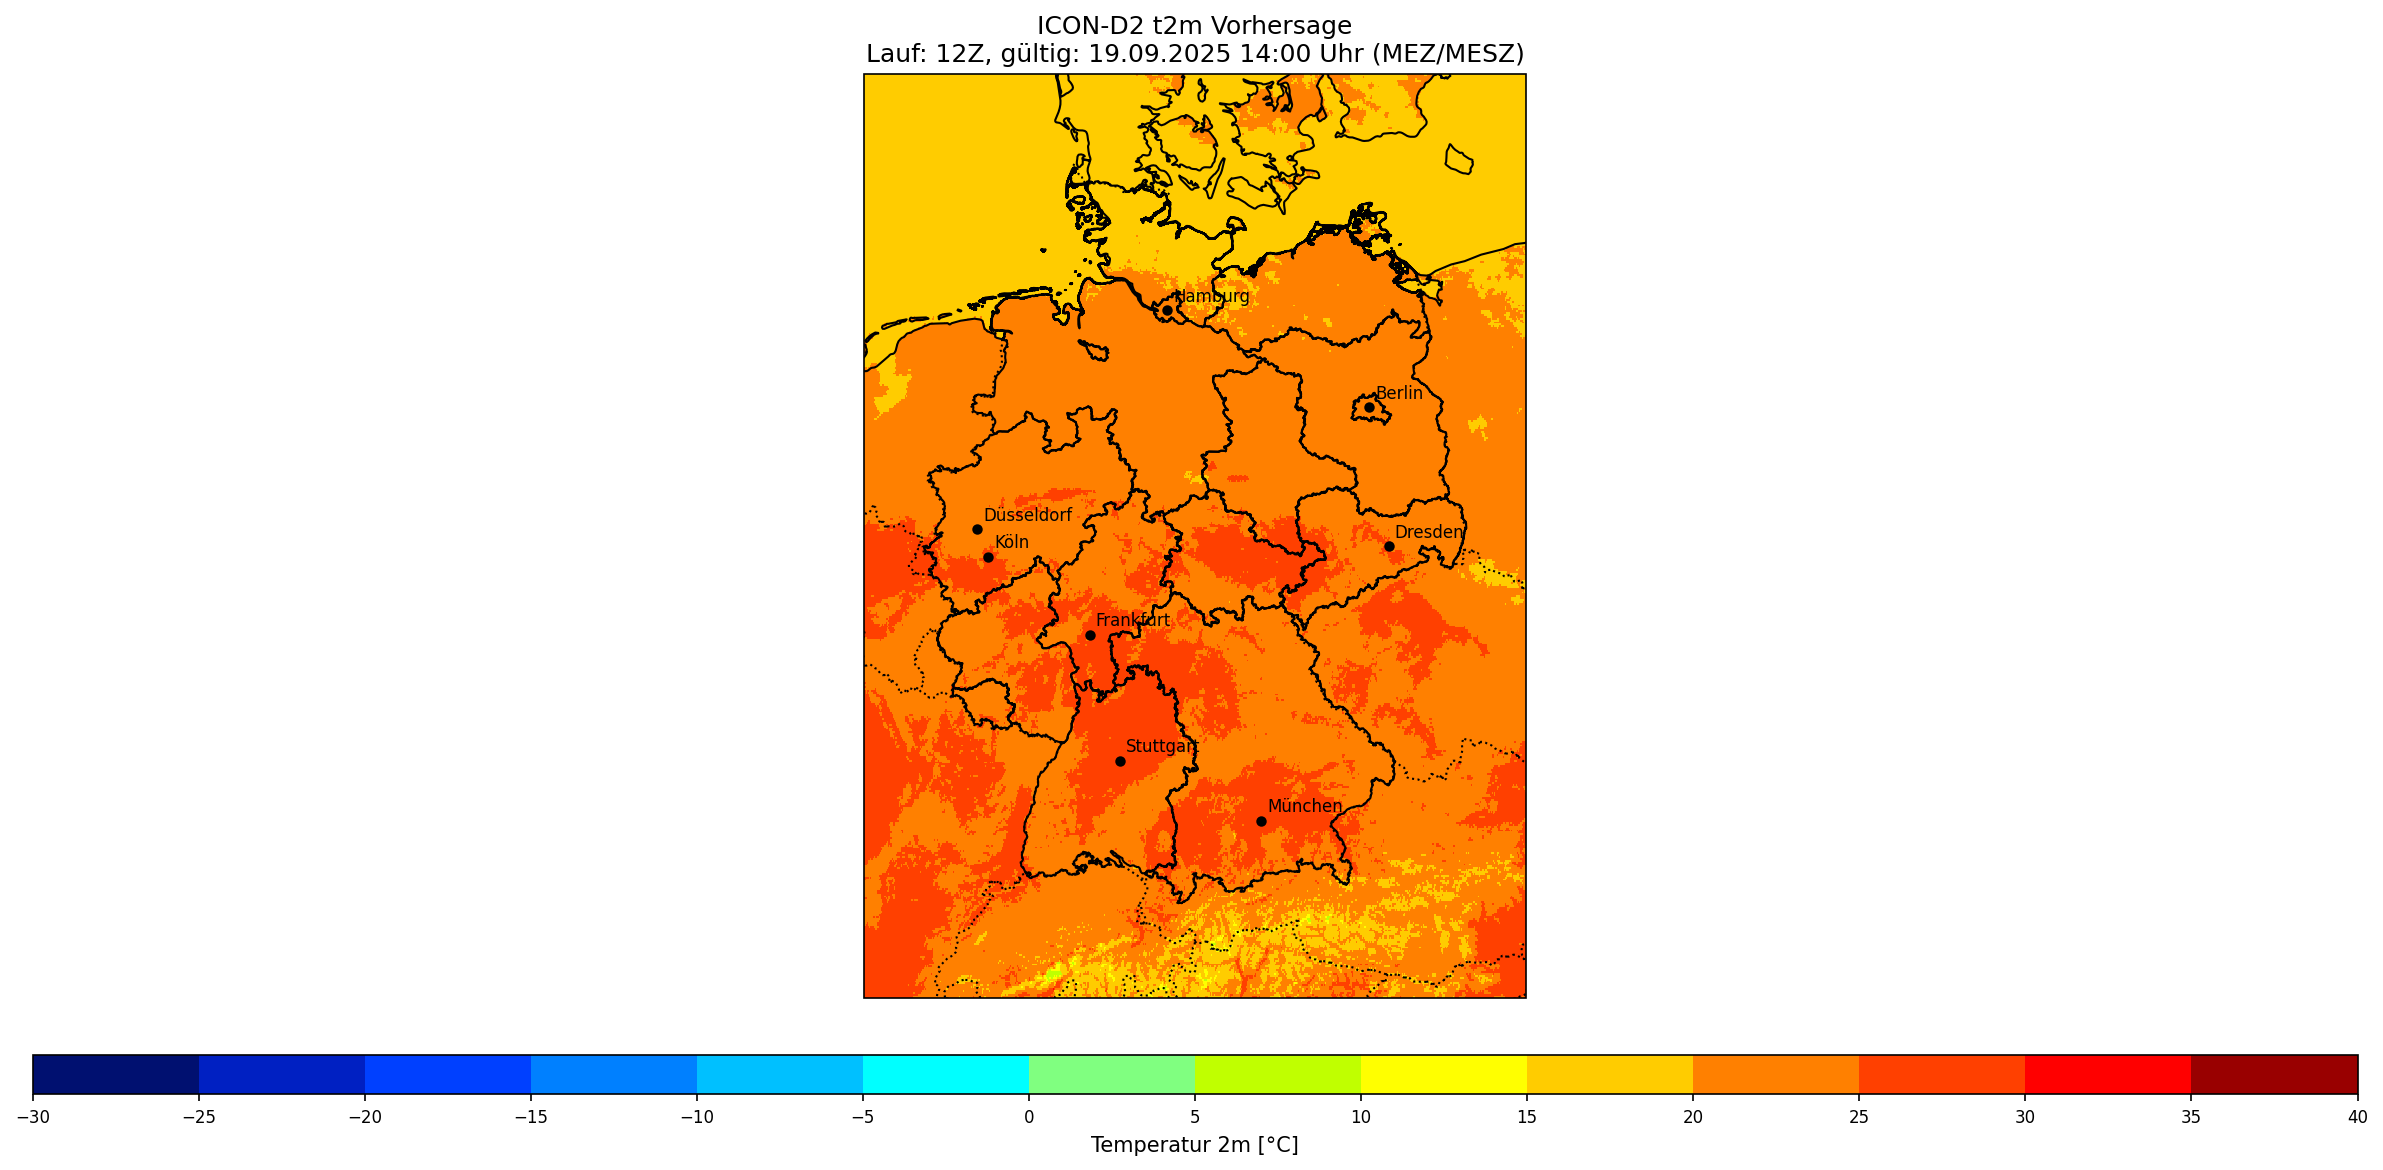 ICON-D2 t2m Vorhersage
Lauf: 12Z, gültig: 19.09.2025 14:00 Uhr (MEZ/MESZ)
Hamburg
Berlin
Düsseldorf
Dresden
Köln
Frankfurt
Stuttgart
München
−30 −25 −20 −15 −10 −5 0 5 10 15 20 25 30 35 40
Temperatur 2m [°C]